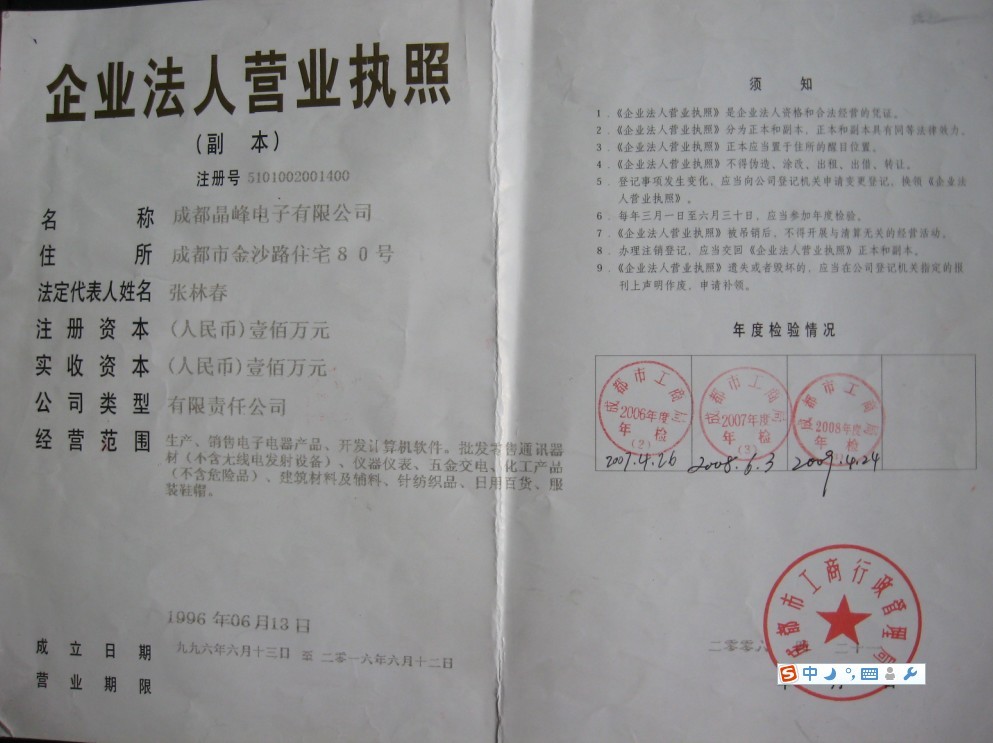 企业法人营业执照
(副 本)
注册号 5101002001400
名 称 成都晶峰电子有限公司
住 所 成都市金沙路住宅80号
法定代表人姓名 张林春
注册资本 (人民币)壹佰万元
实收资本 (人民币)壹佰万元
公司类型 有限责任公司
经营范围 生产、销售电子电器产品、开发计算机软件。批发零售通讯器
材(不含无线电发射设备)、仪器仪表、五金交电、化工产品
(不含危险品)、建筑材料及辅料、针纺织品、日用百货、服
装鞋帽。
1996年06月13日
成立日期 九九六年六月十三日 至 二零一六年六月十二日
营业期限
须 知
1.《企业法人营业执照》是企业法人资格和合法经营的凭证。
2.《企业法人营业执照》分为正本和副本,正本和副本具有同等法律效力。
3.《企业法人营业执照》正本应当置于住所的醒目位置。
4.《企业法人营业执照》不得伪造、涂改、出租、出借、转让。
5.登记事项发生变化,应当向公司登记机关申请变更登记,换领《企业法
人营业执照》。
6.每年三月一日至六月三十日,应当参加年度检验。
7.《企业法人营业执照》被吊销后,不得开展与清算无关的经营活动。
8.办理注销登记,应当交回《企业法人营业执照》正本和副本。
9.《企业法人营业执照》遗失或者毁坏的,应当在公司登记机关指定的报
刊上声明作废,申请补领。
年度检验情况
成都市工商局 2006年度 年检 (2)
成都市工商局 2007年度 年检 (3)
成都市工商局 2008年度 年检
2007.4.26 2008.6.3 2009.4.24
成都市工商行政管理局
二零零六
二十一
中
年 月 日